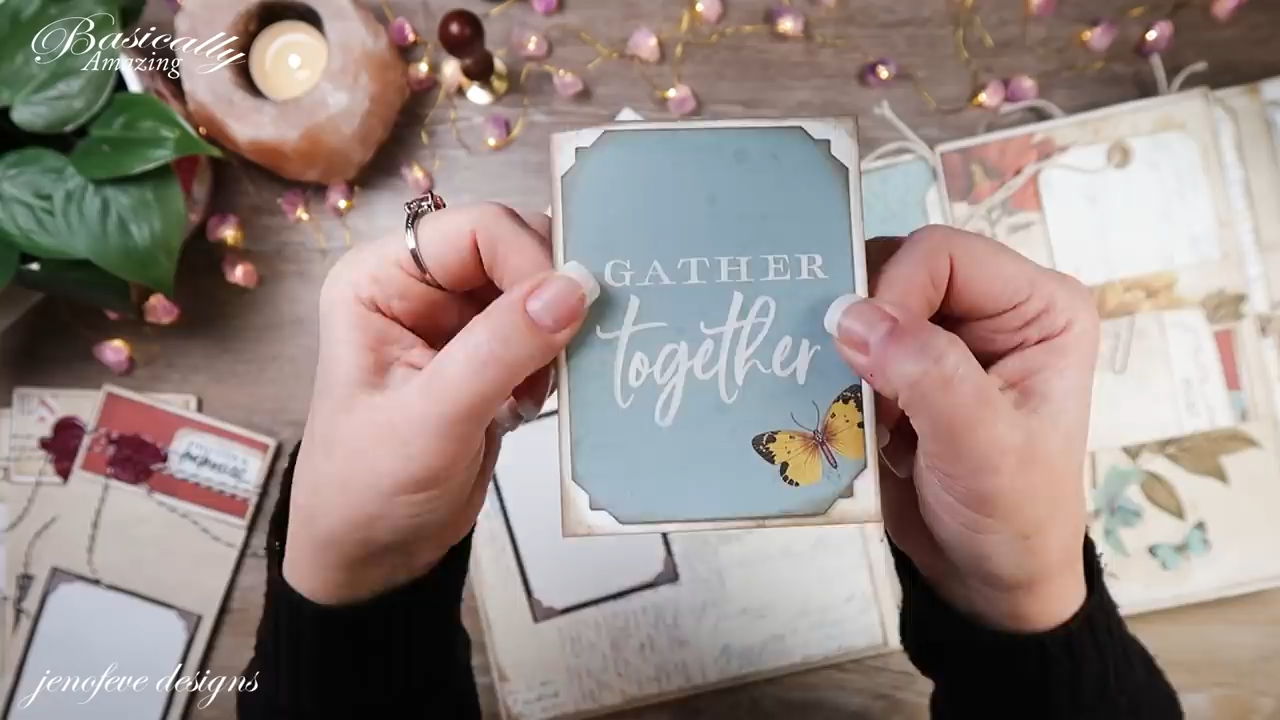 Basically
Amazing
GATHER
together
jenofeve designs